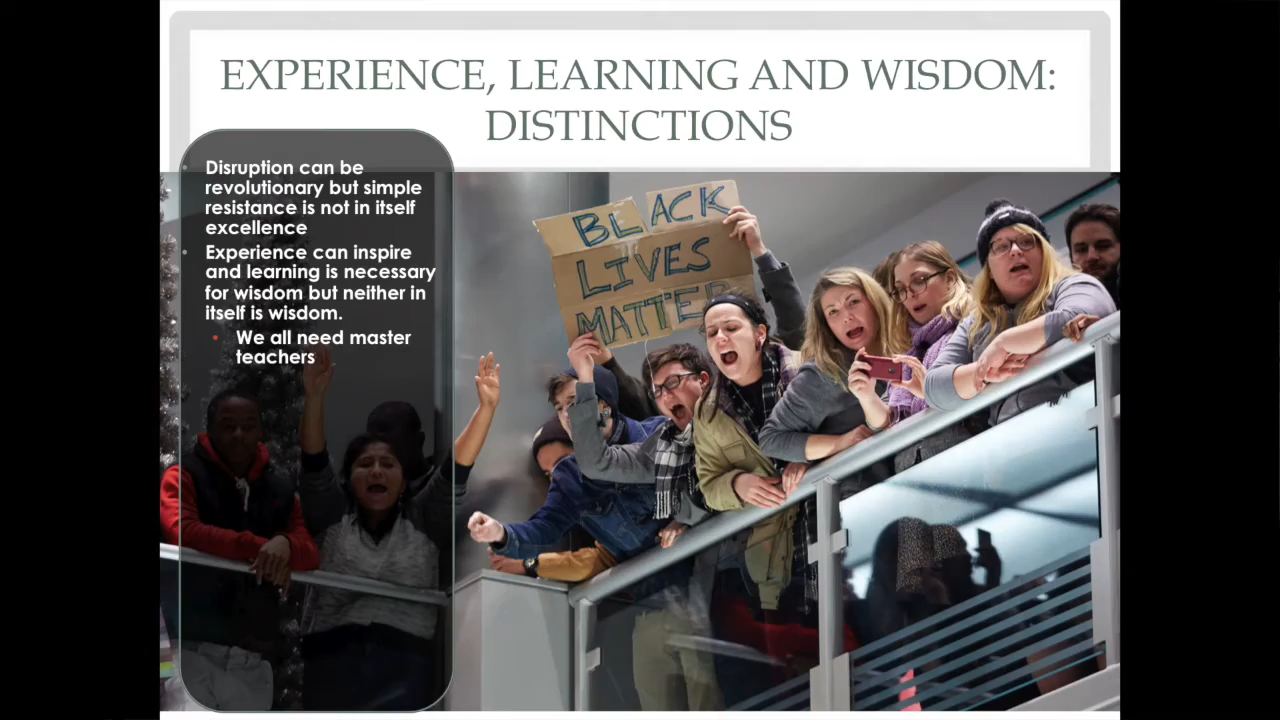 EXPERIENCE, LEARNING AND WISDOM:
DISTINCTIONS
Disruption can be
revolutionary but simple
resistance is not in itself
excellence
Experience can inspire
and learning is necessary
for wisdom but neither in
itself is wisdom.
We all need master
teachers
BLACK
LIVES
MATTER